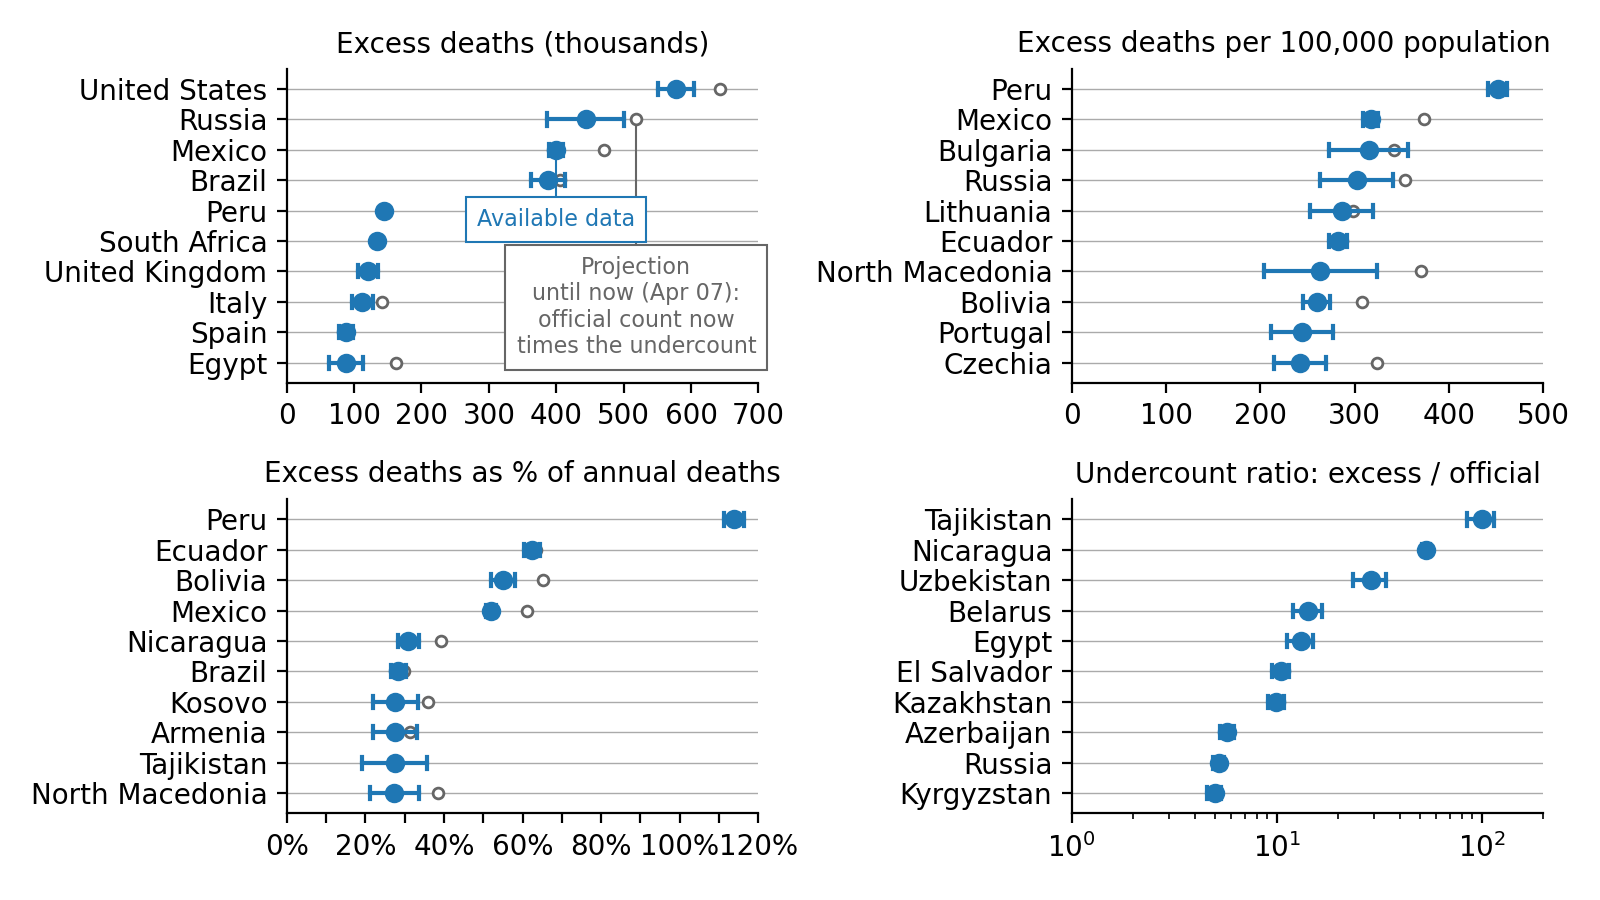 Excess deaths (thousands)
United States
Russia
Mexico
Brazil
Peru
South Africa
United Kingdom
Italy
Spain
Egypt
Available data
Projection
until now (Apr 07):
official count now
times the undercount
0 100 200 300 400 500 600 700
Excess deaths per 100,000 population
Peru
Mexico
Bulgaria
Russia
Lithuania
Ecuador
North Macedonia
Bolivia
Portugal
Czechia
0 100 200 300 400 500
Excess deaths as % of annual deaths
Peru
Ecuador
Bolivia
Mexico
Nicaragua
Brazil
Kosovo
Armenia
Tajikistan
North Macedonia
0% 20% 40% 60% 80% 100% 120%
Undercount ratio: excess / official
Tajikistan
Nicaragua
Uzbekistan
Belarus
Egypt
El Salvador
Kazakhstan
Azerbaijan
Russia
Kyrgyzstan
10⁰ 10¹ 10²